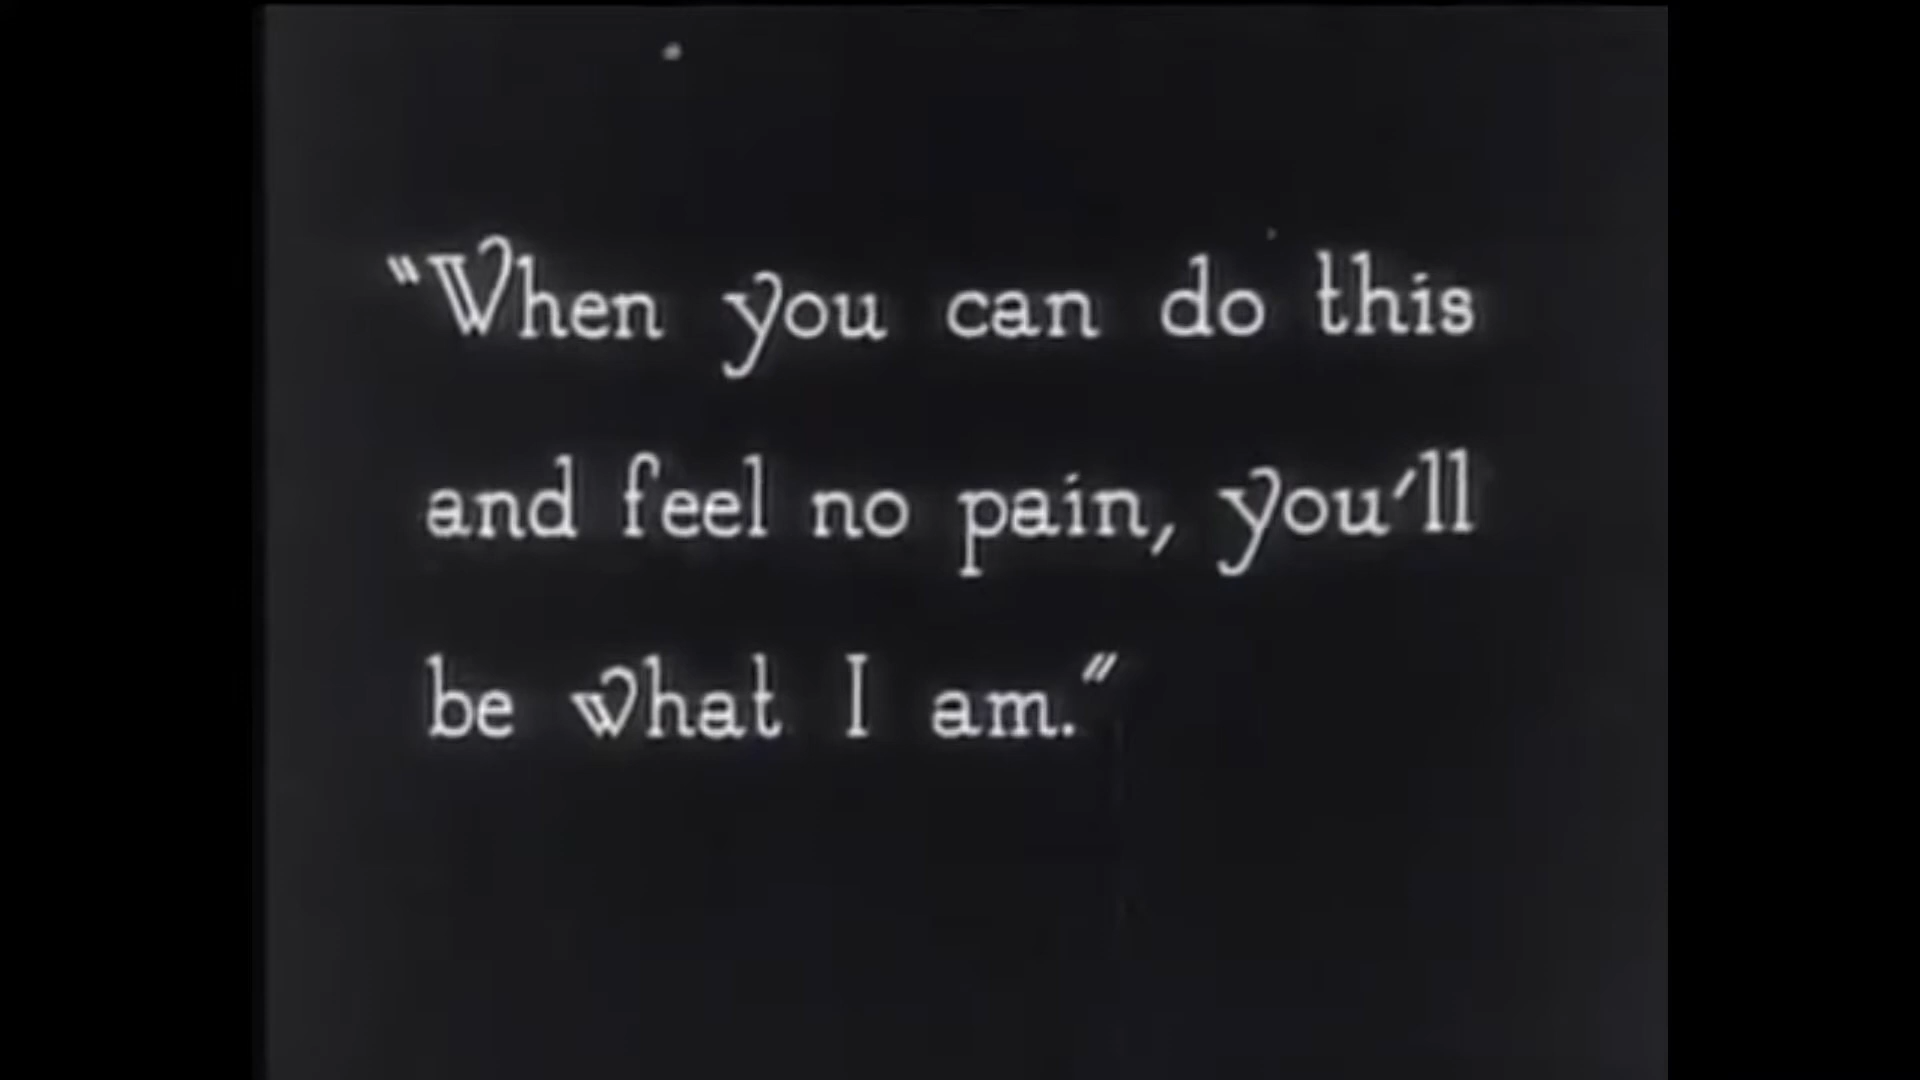 “When you can do this
and feel no pain, you'll
be what I am.”